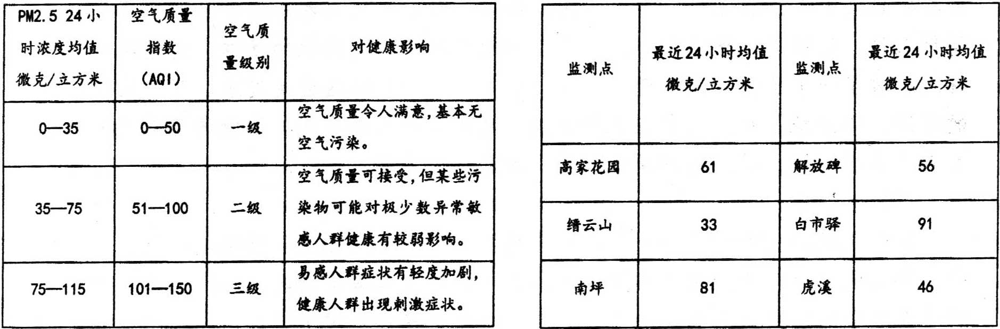 PM2.5 24小
时浓度均值
微克/立方米
空气质量
指数
(AQI)
空气质
量级别
对健康影响
0—35
0—50
一级
空气质量令人满意,基本无
空气污染。
35—75
51—100
二级
空气质量可接受,但某些污
染物可能对极少数异常敏
感人群健康有较弱影响。
75—115
101—150
三级
易感人群症状有轻度加剧,
健康人群出现刺激症状。
监测点
最近24小时均值
微克/立方米
监测点
最近24小时均值
微克/立方米
高家花园
61
解放碑
56
缙云山
33
白市驿
91
南坪
81
虎溪
46